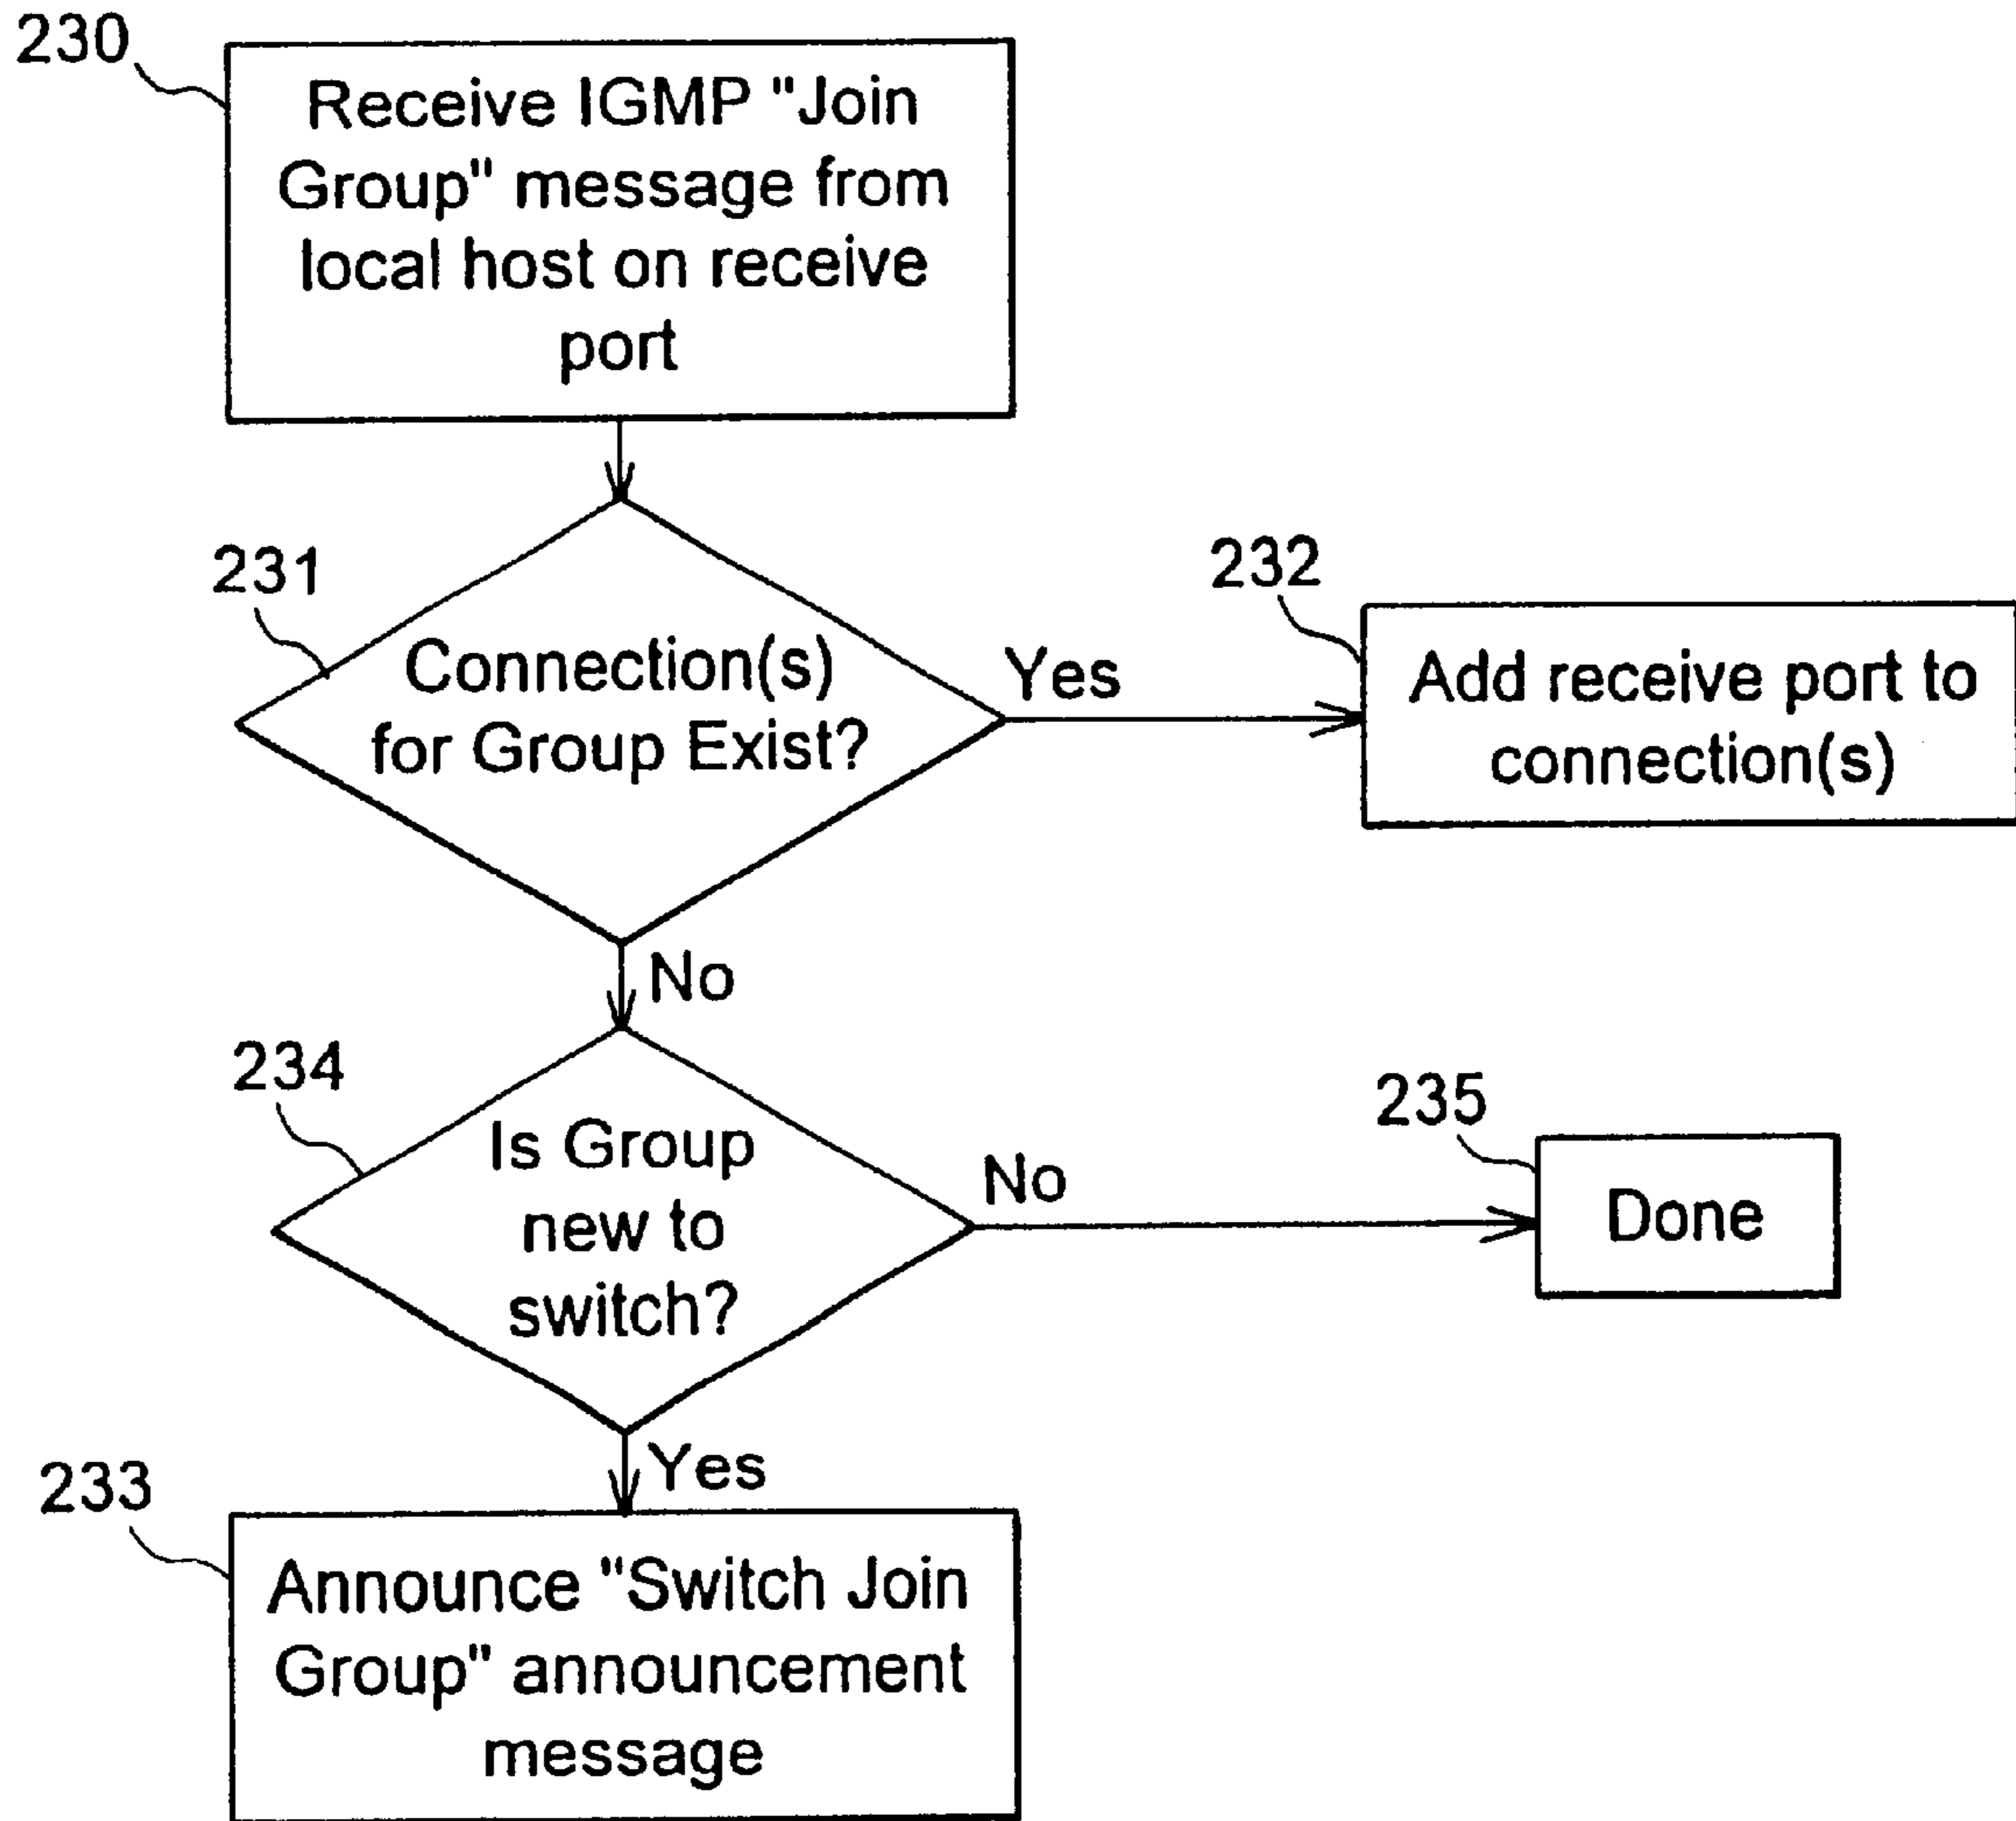 230
Receive IGMP "Join
Group" message from
local host on receive
port
231
Connection(s)
for Group Exist?
Yes
232
Add receive port to
connection(s)
No
234
Is Group
new to
switch?
No
235
Done
Yes
233
Announce "Switch Join
Group" announcement
message